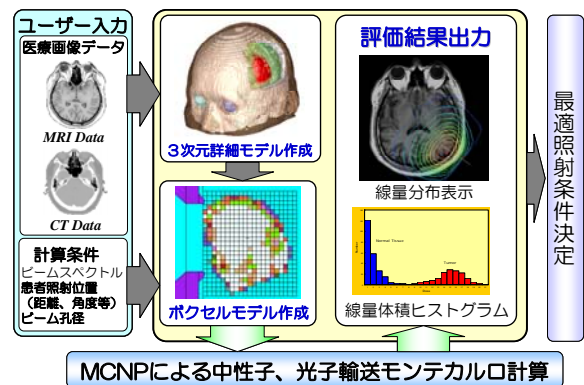 ユーザー入力
医療画像データ
MRI Data
CT Data
計算条件
ビームスペクトル
患者照射位置
(距離、角度等)
ビーム孔径
3次元詳細モデル作成
ボクセルモデル作成
評価結果出力
線量分布表示
Normal Tissue
Tumor
線量体積ヒストグラム
最適照射条件決定
MCNPによる中性子、光子輸送モンテカルロ計算